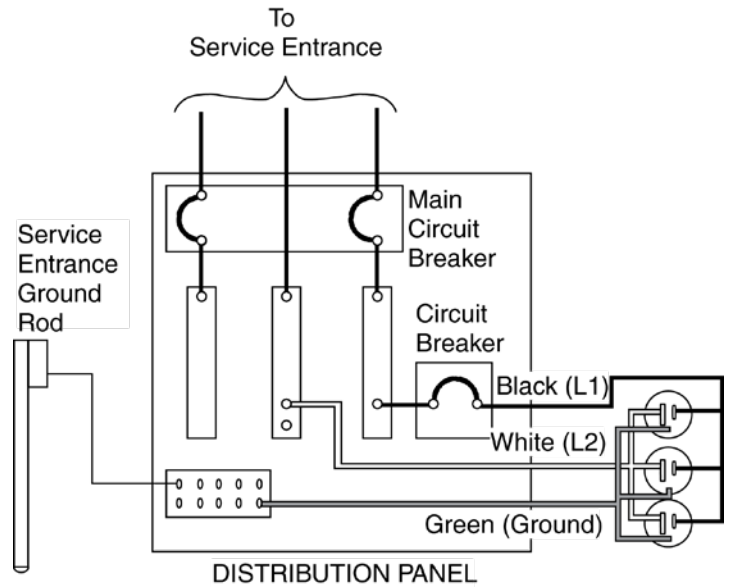 To
Service Entrance
Main
Circuit
Breaker
Service
Entrance
Ground
Rod
Circuit
Breaker
Black (L1)
White (L2)
Green (Ground)
DISTRIBUTION PANEL